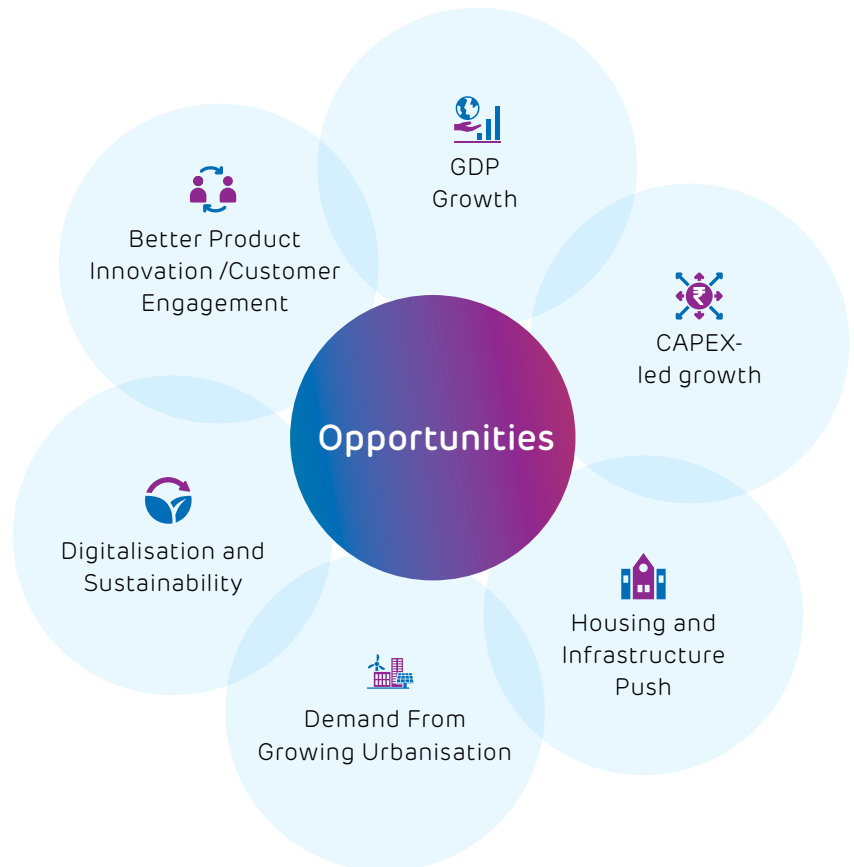 GDP
Growth
CAPEX-
led growth
Housing and
Infrastructure
Push
Demand From
Growing Urbanisation
Digitalisation and
Sustainability
Better Product
Innovation /Customer
Engagement
Opportunities
₹